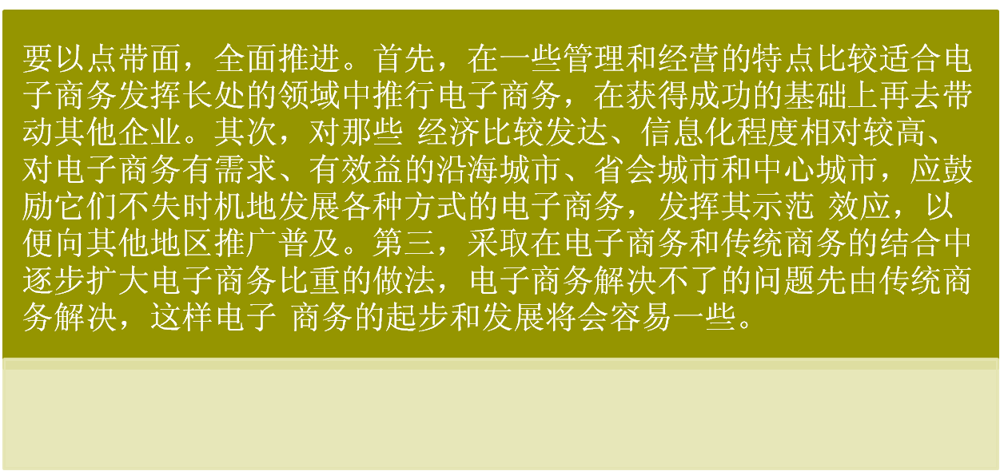 要以点带面，全面推进。首先，在一些管理和经营的特点比较适合电
子商务发挥长处的领域中推行电子商务，在获得成功的基础上再去带
动其他企业。其次，对那些 经济比较发达、信息化程度相对较高、
对电子商务有需求、有效益的沿海城市、省会城市和中心城市，应鼓
励它们不失时机地发展各种方式的电子商务，发挥其示范 效应，以
便向其他地区推广普及。第三，采取在电子商务和传统商务的结合中
逐步扩大电子商务比重的做法，电子商务解决不了的问题先由传统商
务解决，这样电子 商务的起步和发展将会容易一些。